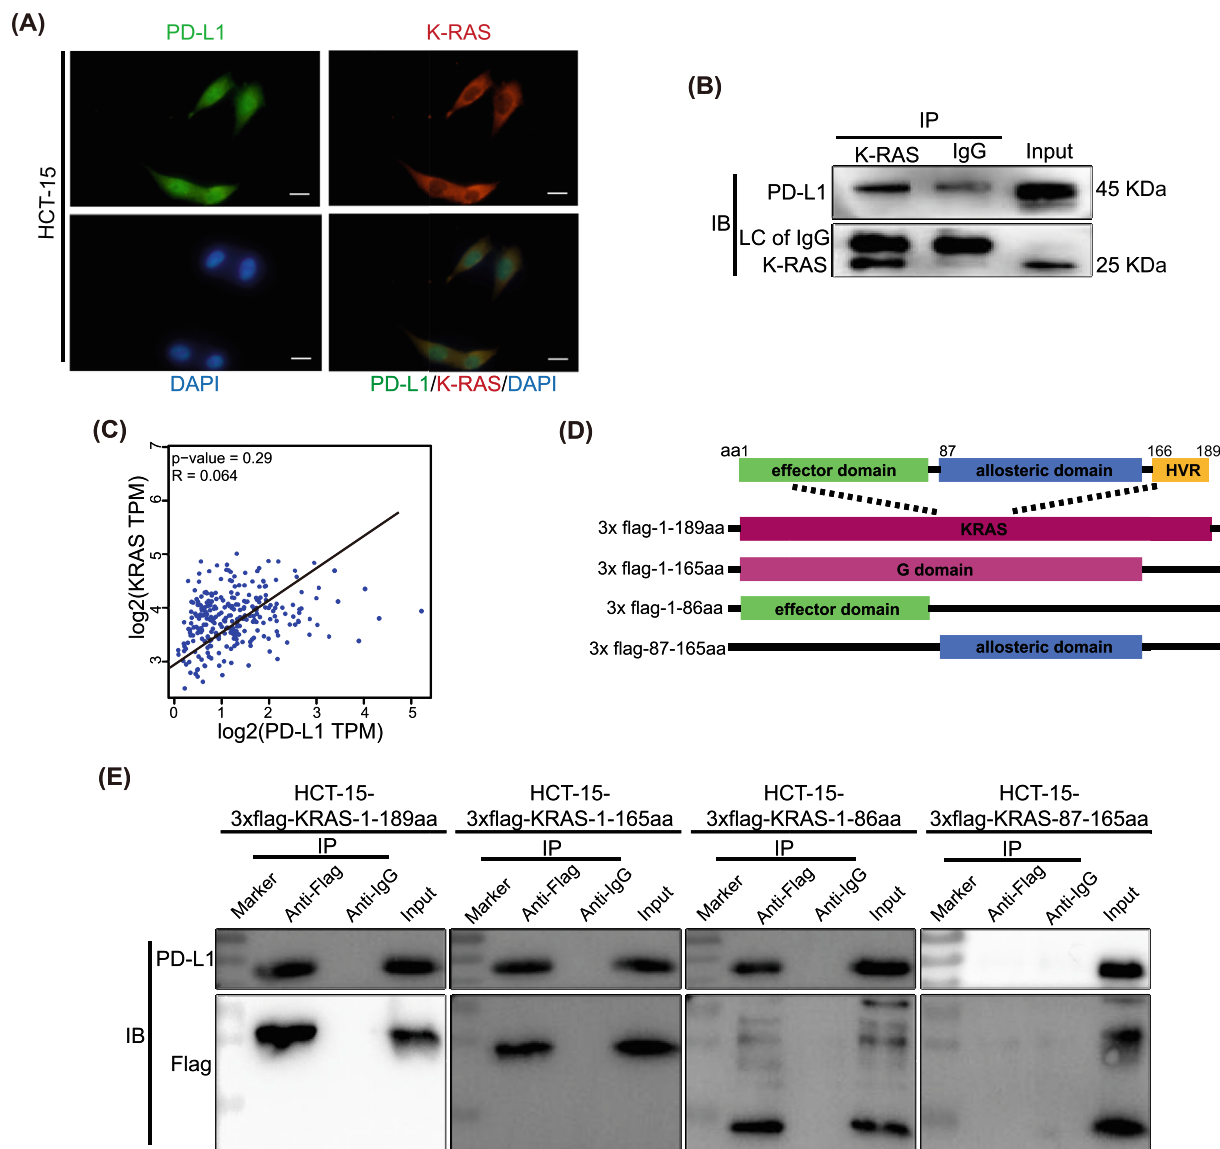 (A)
PD-L1
K-RAS
HCT-15
DAPI
PD-L1/K-RAS/DAPI
(B)
IP
K-RAS
IgG
Input
IB
PD-L1
45 KDa
LC of IgG
K-RAS
25 KDa
(C)
p-value = 0.29
R = 0.064
log2(KRAS TPM)
7
6
5
4
3
0 1 2 3 4 5
log2(PD-L1 TPM)
(D)
aa1 87 166 189
effector domain
allosteric domain
HVR
3x flag-1-189aa
KRAS
3x flag-1-165aa
G domain
3x flag-1-86aa
effector domain
3x flag-87-165aa
allosteric domain
(E)
HCT-15-
3xflag-KRAS-1-189aa
IP
Marker
Anti-Flag
Anti-IgG
Input
HCT-15-
3xflag-KRAS-1-165aa
IP
Marker
Anti-Flag
Anti-IgG
Input
HCT-15-
3xflag-KRAS-1-86aa
IP
Marker
Anti-Flag
Anti-IgG
Input
HCT-15-
3xflag-KRAS-87-165aa
IP
Marker
Anti-Flag
Anti-IgG
Input
IB
PD-L1
Flag